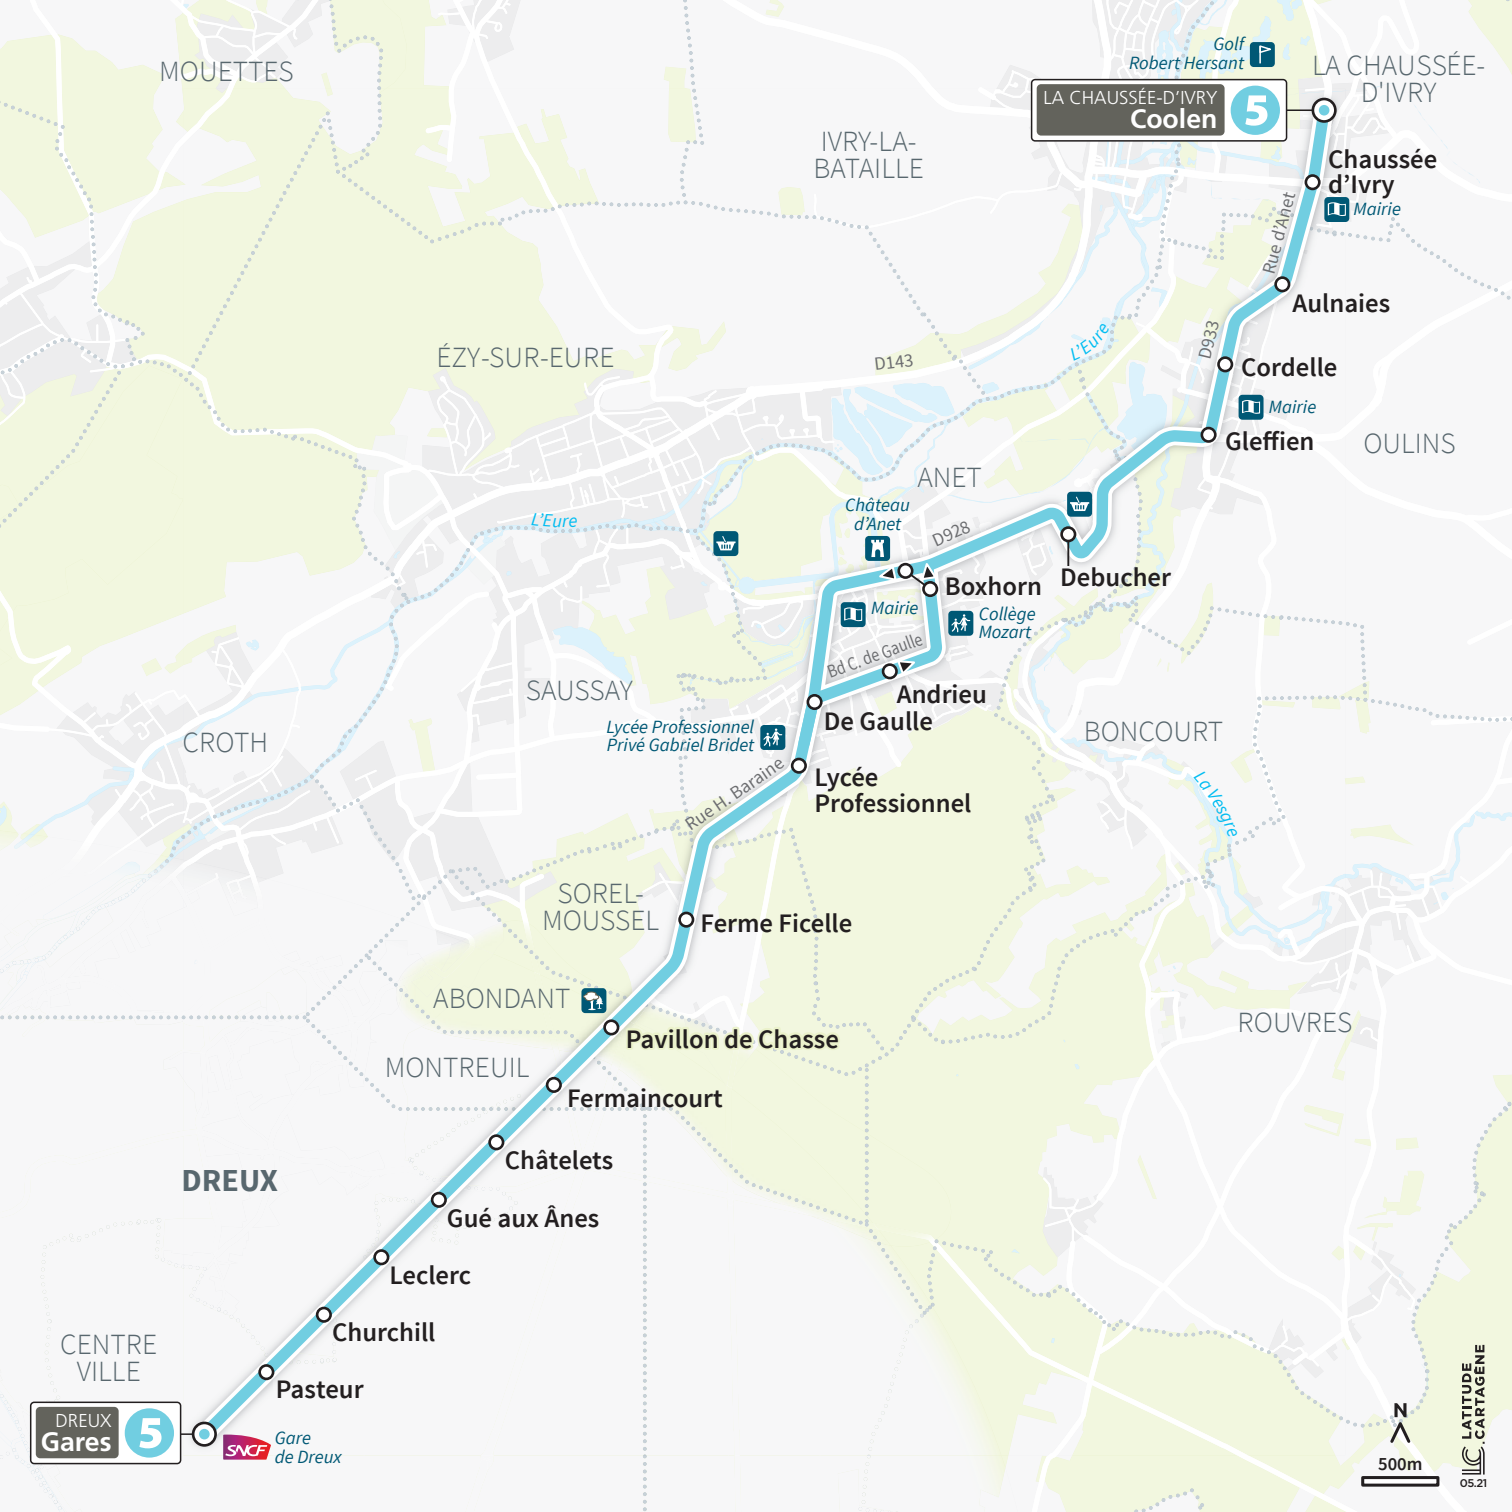 MOUETTES
Golf
Robert Hersant
LA CHAUSSÉE-
D'IVRY
LA CHAUSSÉE-D'IVRY
Coolen
5
IVRY-LA-
BATAILLE
Chaussée
d’Ivry
Mairie
Rue d'Anet
Aulnaies
L'Eure
D933
ÉZY-SUR-EURE
D143
Cordelle
Mairie
Gleffien
OULINS
ANET
Château
d'Anet
L'Eure
D928
Debucher
Boxhorn
Mairie
Collège
Mozart
Bd C. de Gaulle
SAUSSAY
Andrieu
De Gaulle
Lycée Professionnel
Privé Gabriel Bridet
BONCOURT
CROTH
Lycée
Professionnel
Rue H. Baraine
La Vesgre
SOREL-
MOUSSEL
Ferme Ficelle
ABONDANT
ROUVRES
Pavillon de Chasse
MONTREUIL
Fermaincourt
Châtelets
DREUX
Gué aux Ânes
Leclerc
Churchill
CENTRE
VILLE
Pasteur
DREUX
Gares
5
SNCF
Gare
de Dreux
N
500m
LATITUDE
.CARTAGÈNE
LC
05.21